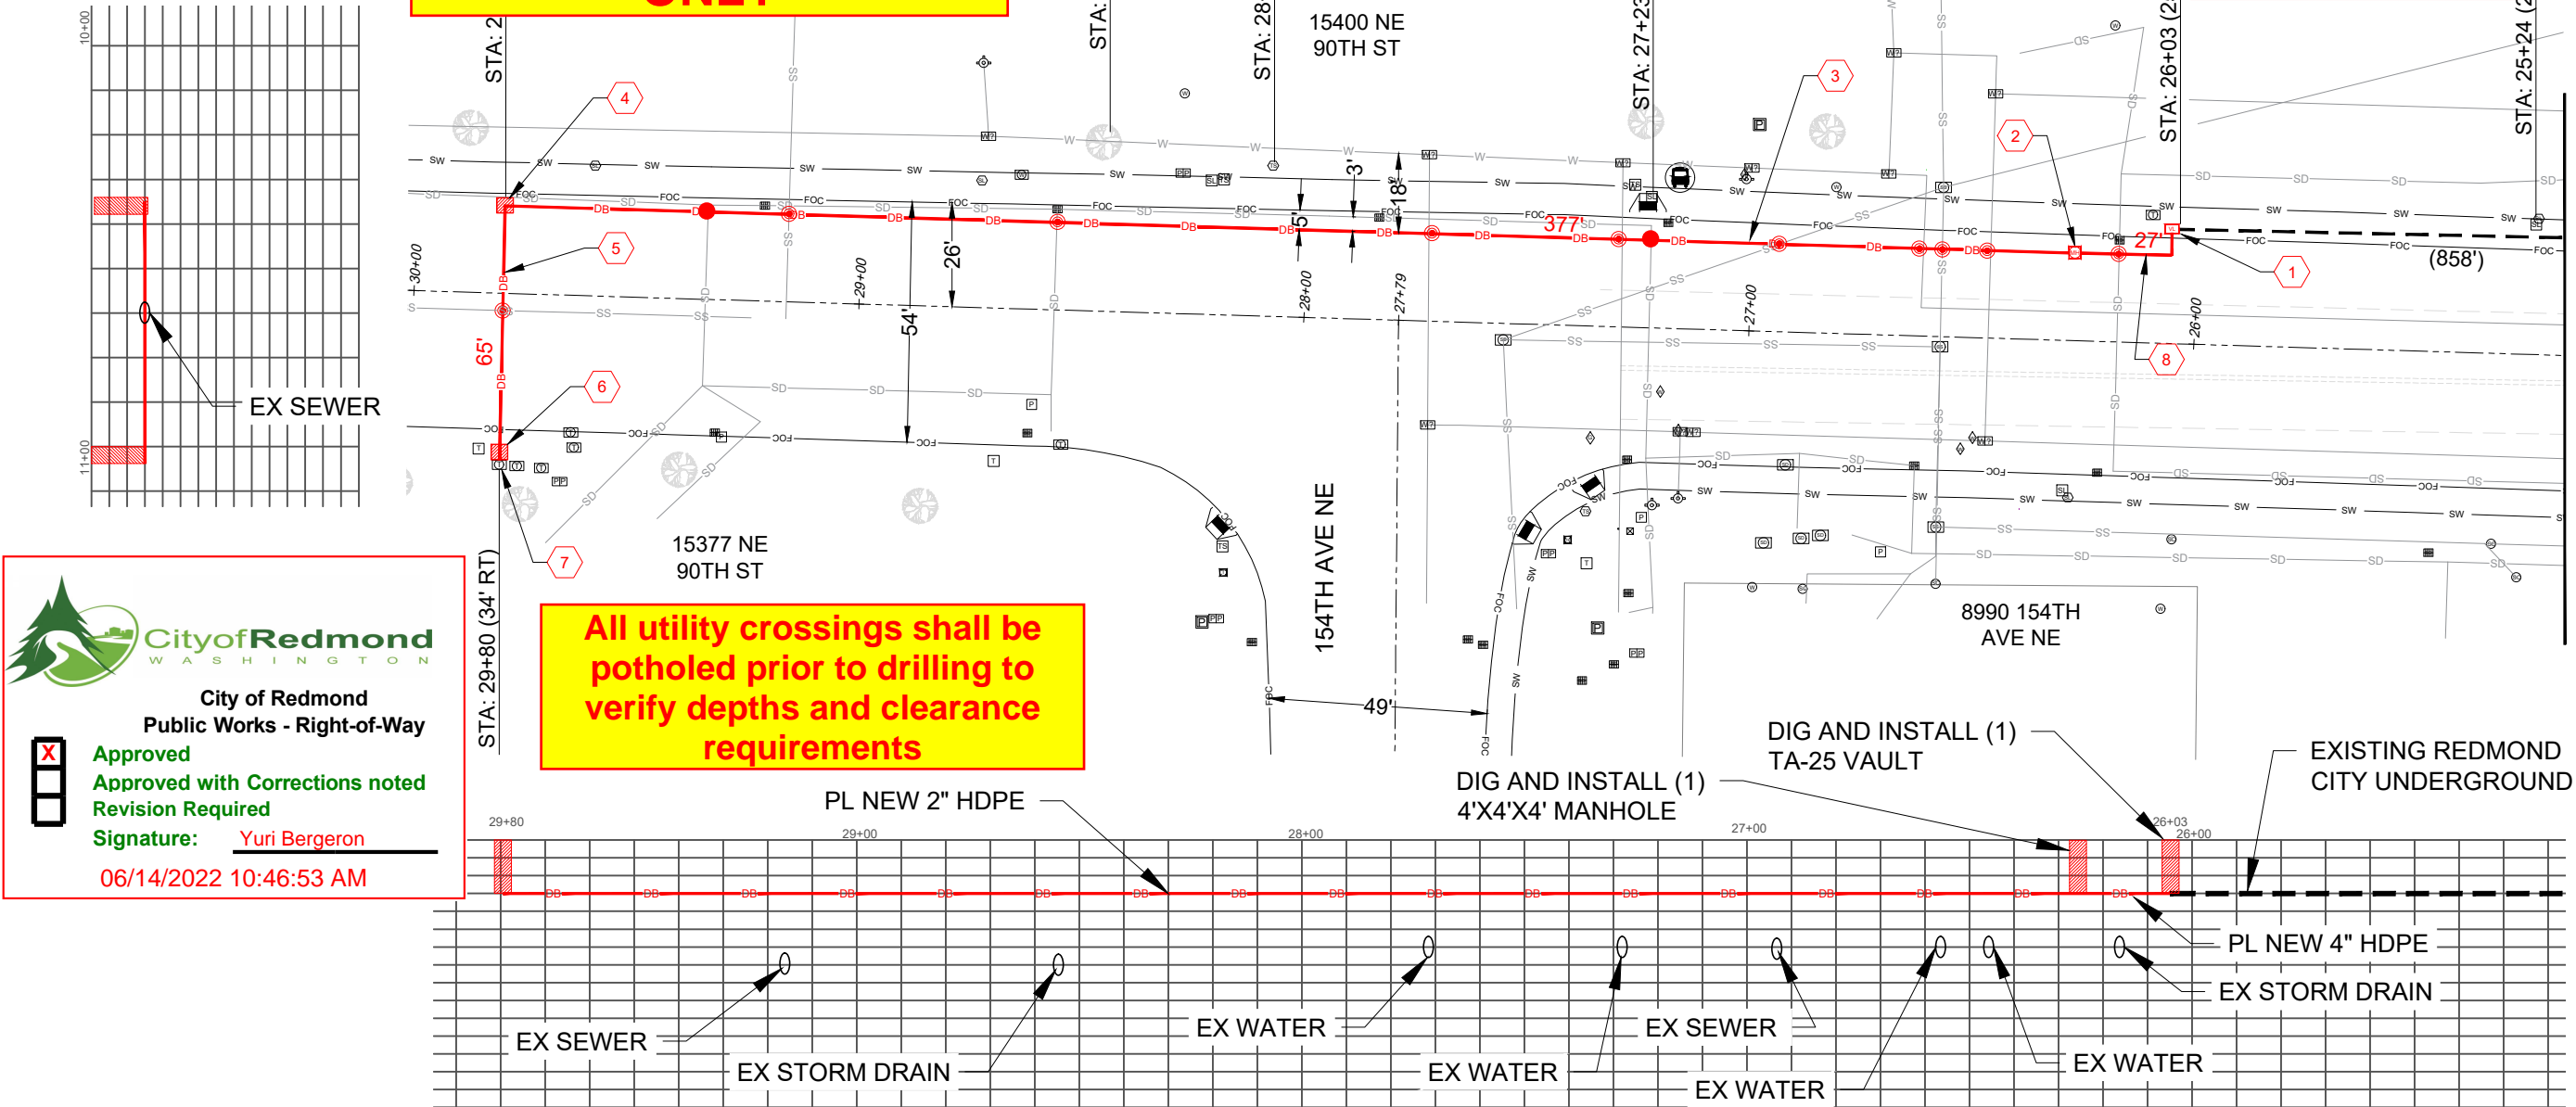 15400 NE
90TH ST
STA: 27+23
STA: 26+03
STA: 25+24
10+00
11+00
EX SEWER
4
3
2
1
5
6
7
8
377'
27'
(858')
65'
54'
26'
5'
3'
18'
49'
30+00
29+00
28+00
27+79
27+00
26+00
154TH AVE NE
15377 NE
90TH ST
8990 154TH
AVE NE
STA: 29+80 (34' RT)
City of Redmond
WASHINGTON
City of Redmond
Public Works - Right-of-Way
X Approved
Approved with Corrections noted
Revision Required
Signature: Yuri Bergeron
06/14/2022 10:46:53 AM
All utility crossings shall be
potholed prior to drilling to
verify depths and clearance
requirements
DIG AND INSTALL (1)
TA-25 VAULT
DIG AND INSTALL (1)
4'X4'X4' MANHOLE
EXISTING REDMOND
CITY UNDERGROUND
PL NEW 2" HDPE
29+80
29+00
28+00
27+00
26+03
26+00
PL NEW 4" HDPE
EX STORM DRAIN
EX WATER
EX WATER
EX SEWER
EX WATER
EX WATER
EX STORM DRAIN
EX SEWER